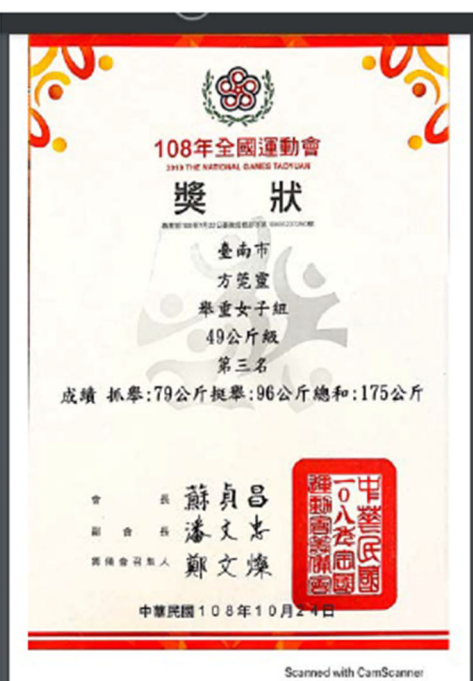 108年全國運動會
2019 THE NATIONAL GAMES TAOYUAN
獎 狀
臺南市
方莞靈
舉重女子組
49公斤級
第三名
成績 抓舉:79公斤挺舉:96公斤總和:175公斤
會 長 蘇貞昌
副 會 長 潘文忠
籌備會召集人 鄭文燦
中華民國一〇八年全國運動會籌備會
中華民國108年10月24日
Scanned with CamScanner